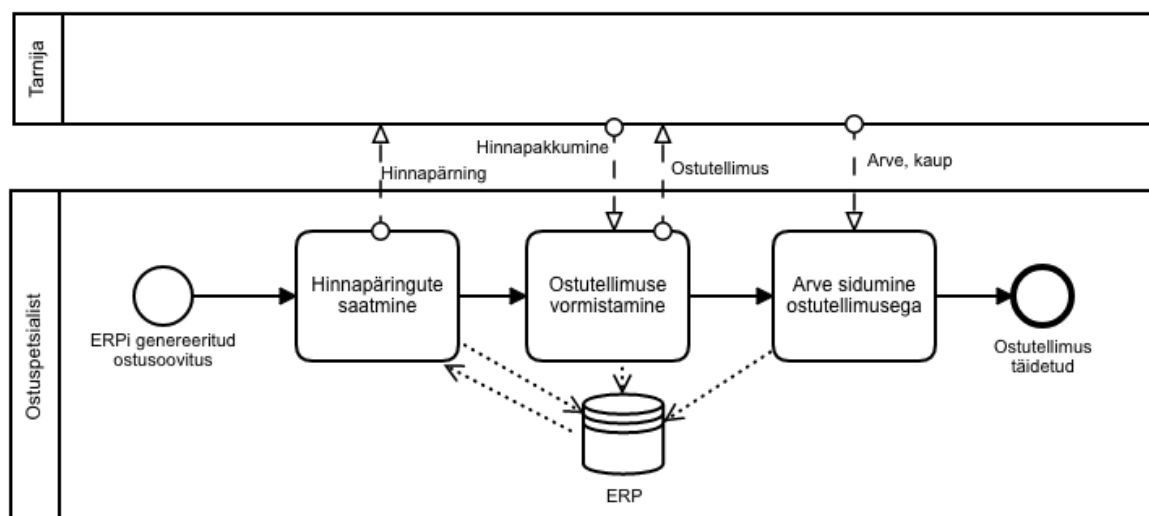 Tarnija
Hinnapärning
Hinnapakkumine
Ostutellimus
Arve, kaup
Ostuspetsialist
ERPi genereeritud
ostusoovitus
Hinnapäringute
saatmine
Ostutellimuse
vormistamine
Arve sidumine
ostutellimusega
Ostutellimus
täidetud
ERP